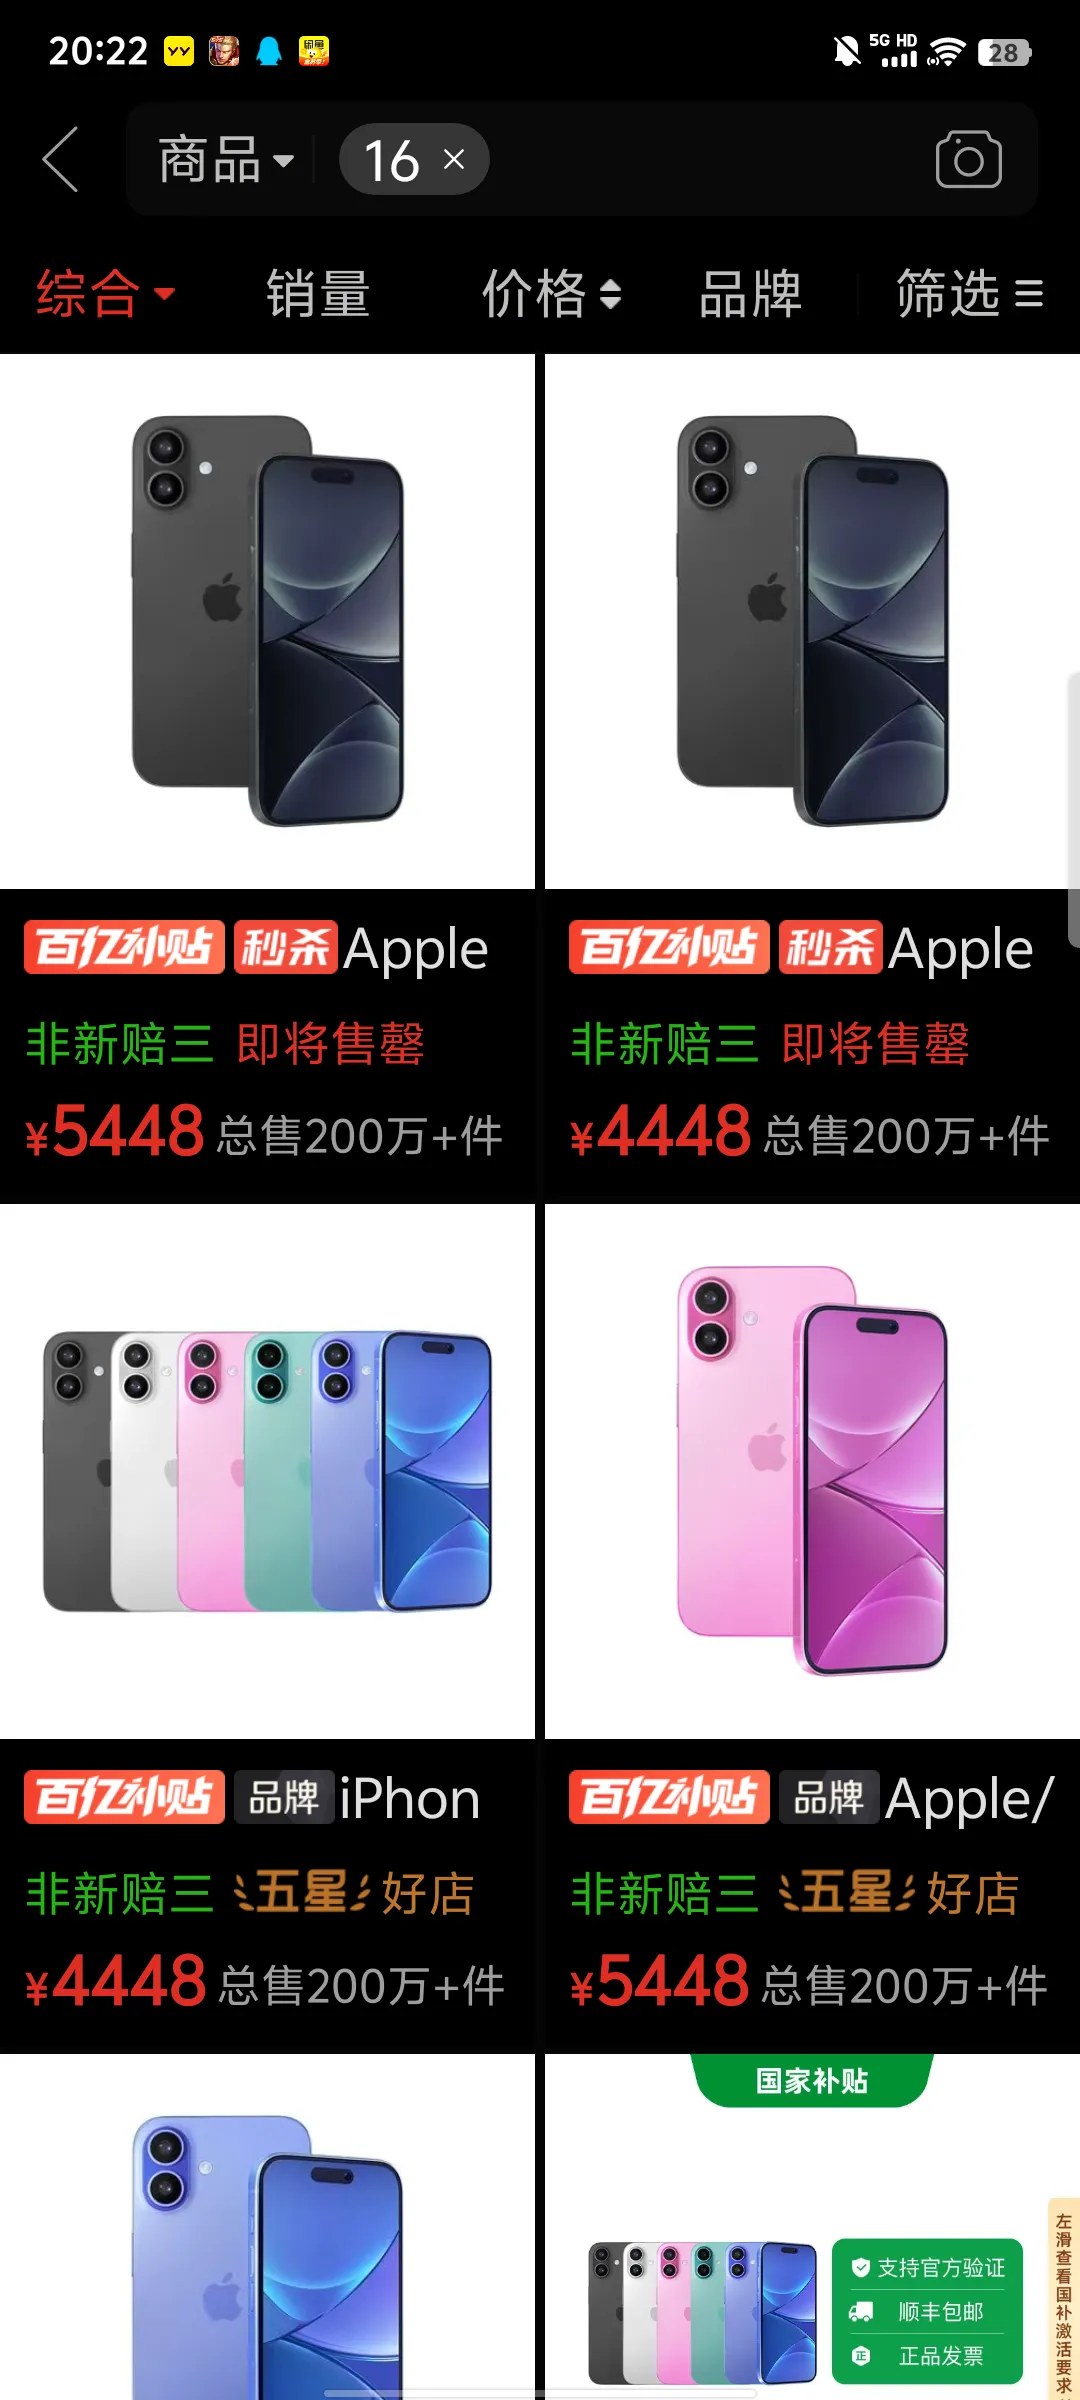 20:22 5G HD 28
商品 16 ×
综合 销量 价格 品牌 筛选
百亿补贴 秒杀 Apple
非新赔三 即将售罄
¥5448 总售200万+件
百亿补贴 秒杀 Apple
非新赔三 即将售罄
¥4448 总售200万+件
百亿补贴 品牌 iPhon
非新赔三 五星好店
¥4448 总售200万+件
百亿补贴 品牌 Apple/
非新赔三 五星好店
¥5448 总售200万+件
国家补贴
支持官方验证
顺丰包邮
正品发票
左滑查看国补激活要求